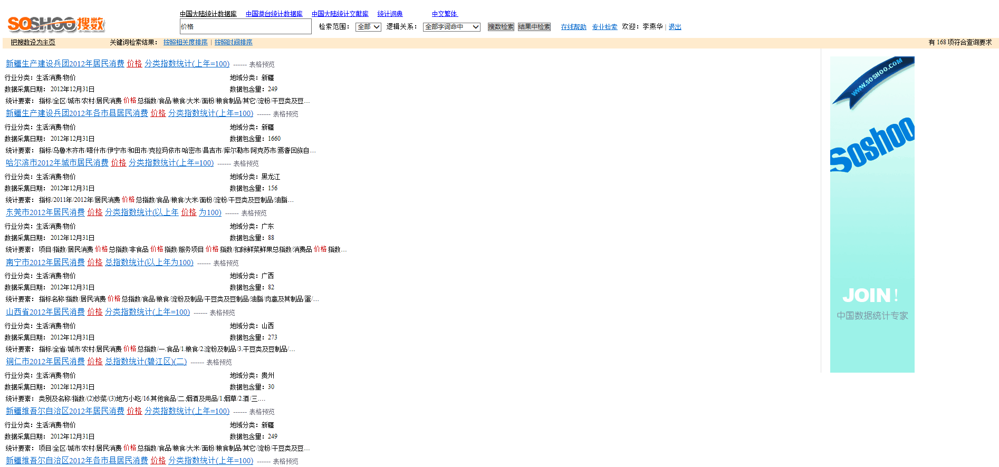 中国大陆统计数据库 中国港台统计数据库 中国大陆统计文献库 统计词典 中文繁体
SOSHOO搜数 价格 检索范围: 全部 逻辑关系: 全部字词命中 搜数检索 结果中检索 在线帮助 专业检索 欢迎: 李燕华 | 退出
把搜数设为主页 关键词检索结果: 按照相关度排序 | 按照时间排序 有 168 项符合查询要求
新疆生产建设兵团2012年居民消费 价格 分类指数统计(上年=100) ------ 表格预览
行业分类: 生活消费/物价 地域分类: 新疆
数据采集日期: 2012年12月31日 数据包含量: 249
统计要素: 指标/全区/城市/农村/居民消费 价格 总指数/食品/粮食/大米/面粉/粮食制品/其它/淀粉/干豆类及豆…
新疆生产建设兵团2012年各市县居民消费 价格 分类指数统计(上年=100) ------ 表格预览
行业分类: 生活消费/物价 地域分类: 新疆
数据采集日期: 2012年12月31日 数据包含量: 1660
统计要素: 指标/乌鲁木齐市/喀什市/伊宁市/和田市/克拉玛依市/哈密市/昌吉市/库尔勒市/阿克苏市/焉耆回族自…
哈尔滨市2012年城市居民消费 价格 分类指数统计(上年=100) ------ 表格预览
行业分类: 生活消费/物价 地域分类: 黑龙江
数据采集日期: 2012年12月31日 数据包含量: 156
统计要素: 指标/2011年/2012年/居民消费 价格 总指数/食品/粮食/大米/面粉/淀粉/干豆类及豆制品/油脂…
东莞市2012年居民消费 价格 分类指数统计(以上年 价格 为100) ------ 表格预览
行业分类: 生活消费/物价 地域分类: 广东
数据采集日期: 2012年12月31日 数据包含量: 88
统计要素: 项目/指数/居民消费 价格 总指数/非食品 价格 指数/服务项目 价格 指数/扣除鲜菜鲜果总指数/消费品 价格 指数…
南宁市2012年居民消费 价格 总指数统计(以上年为100) ------ 表格预览
行业分类: 生活消费/物价 地域分类: 广西
数据采集日期: 2012年12月31日 数据包含量: 82
统计要素: 指标名称/指数/居民消费 价格 总指数/食品/粮食/淀粉及制品/干豆类及豆制品/油脂/肉禽及其制品/蛋/…
山西省2012年居民消费 价格 分类指数统计(上年=100) ------ 表格预览
行业分类: 生活消费/物价 地域分类: 山西
数据采集日期: 2012年12月31日 数据包含量: 273
统计要素: 指标/全省/城市/农村/居民消费 价格 总指数/一.食品/1.粮食/2.淀粉及制品/3.干豆类及豆制品/…
铜仁市2012年居民消费 价格 总指数统计(碧江区)(二) ------ 表格预览
行业分类: 生活消费/物价 地域分类: 贵州
数据采集日期: 2012年12月31日 数据包含量: 30
统计要素: 类别及名称/指数/(2)炒菜/(3)地方小吃/16.其他食品/二.烟酒及用品/1.烟草/2.酒/三.…
新疆维吾尔自治区2012年居民消费 价格 分类指数统计(上年=100) ------ 表格预览
行业分类: 生活消费/物价 地域分类: 新疆
数据采集日期: 2012年12月31日 数据包含量: 249
统计要素: 项目/全区/城市/农村/居民消费 价格 总指数/食品/粮食/大米/面粉/粮食制品/其它/淀粉/干豆类及豆…
新疆维吾尔自治区2012年各市县居民消费 价格 分类指数统计(上年=100) ------ 表格预览
WWW.SOSHOO.COM
Soshoo
JOIN!
中国数据统计专家